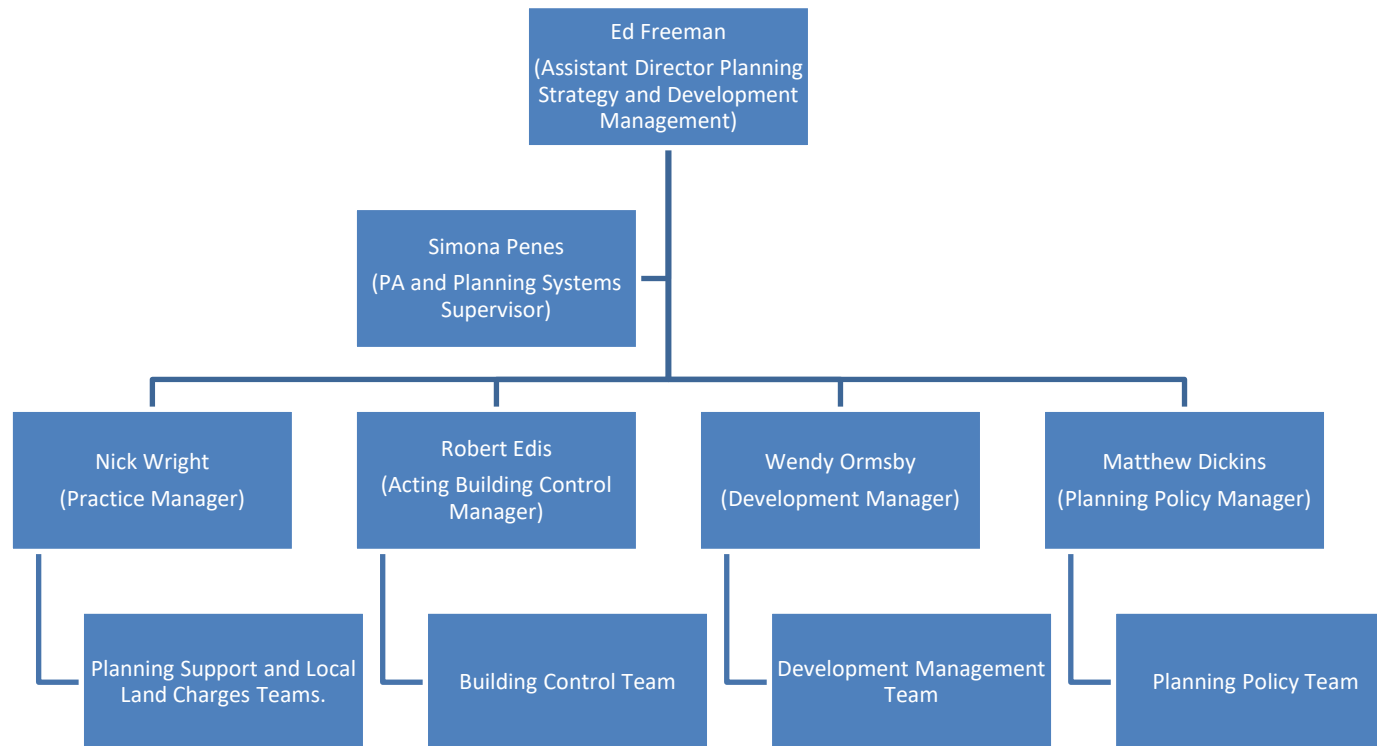 Ed Freeman
(Assistant Director Planning
Strategy and Development
Management)
Simona Penes
(PA and Planning Systems
Supervisor)
Nick Wright
(Practice Manager)
Robert Edis
(Acting Building Control
Manager)
Wendy Ormsby
(Development Manager)
Matthew Dickins
(Planning Policy Manager)
Planning Support and Local
Land Charges Teams.
Building Control Team
Development Management
Team
Planning Policy Team